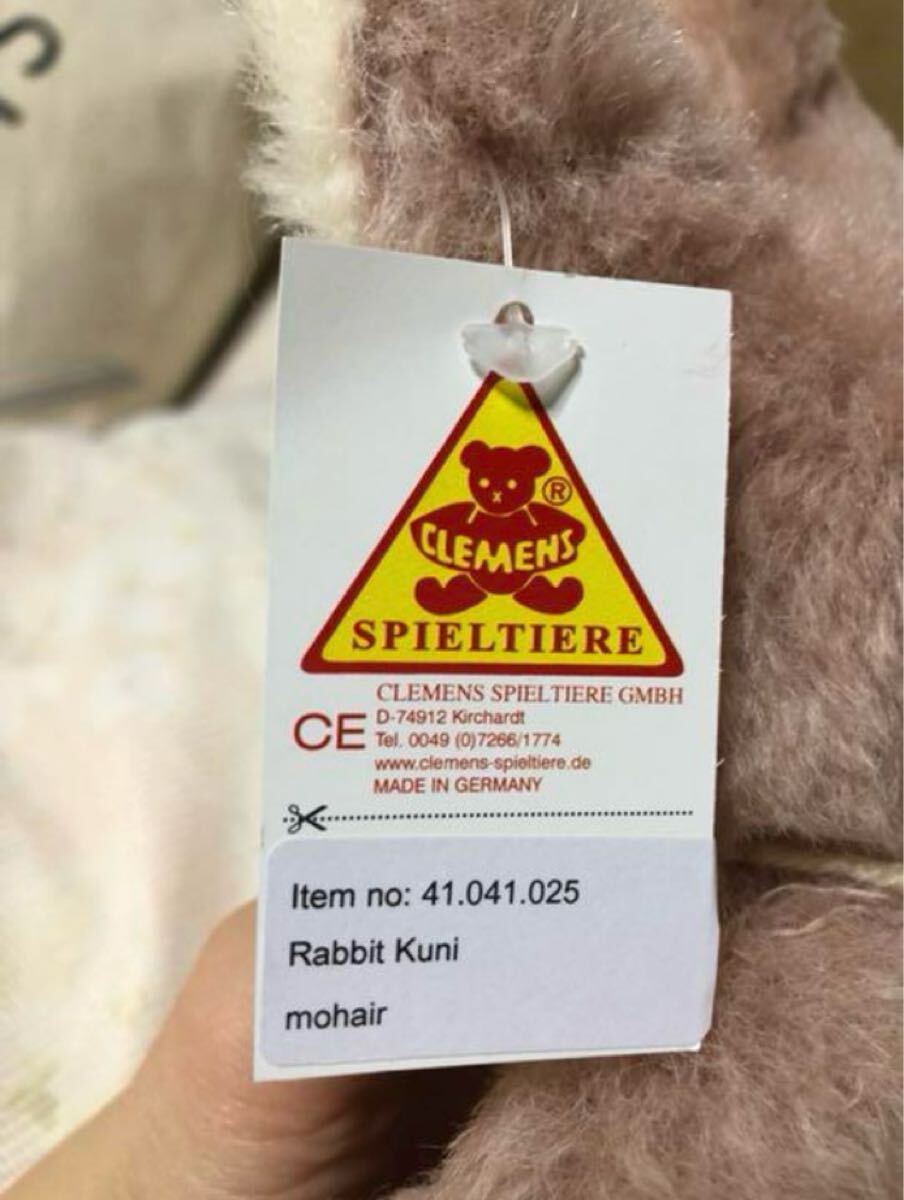 CLEMENS ®
SPIELTIERE
CLEMENS SPIELTIERE GMBH
CE D-74912 Kirchardt
Tel. 0049 (0)7266/1774
www.clemens-spieltiere.de
MADE IN GERMANY
Item no: 41.041.025
Rabbit Kuni
mohair